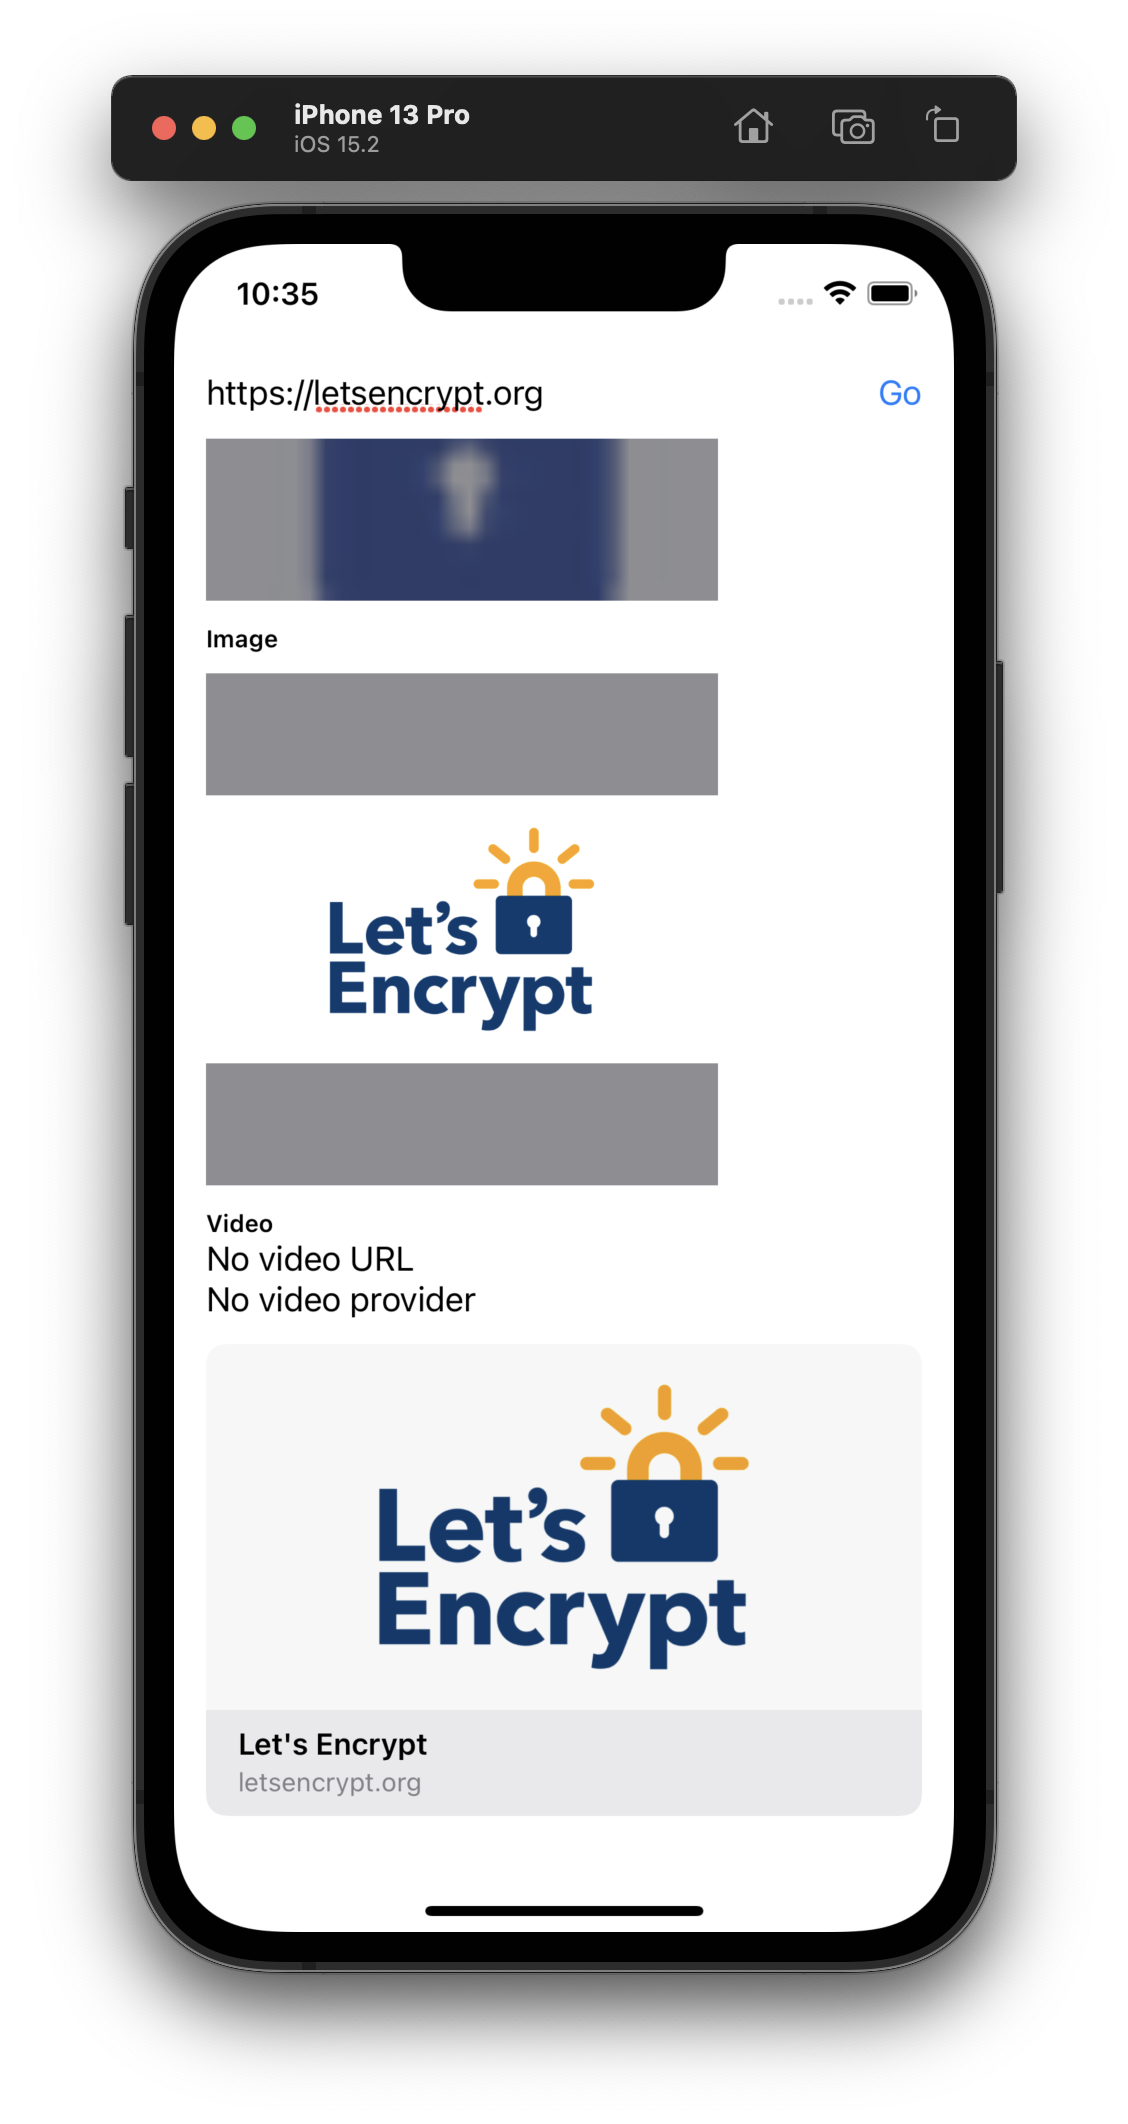 iPhone 13 Pro
iOS 15.2
10:35
https://letsencrypt.org
Go
Image
Let’s
Encrypt
Video
No video URL
No video provider
Let’s
Encrypt
Let's Encrypt
letsencrypt.org